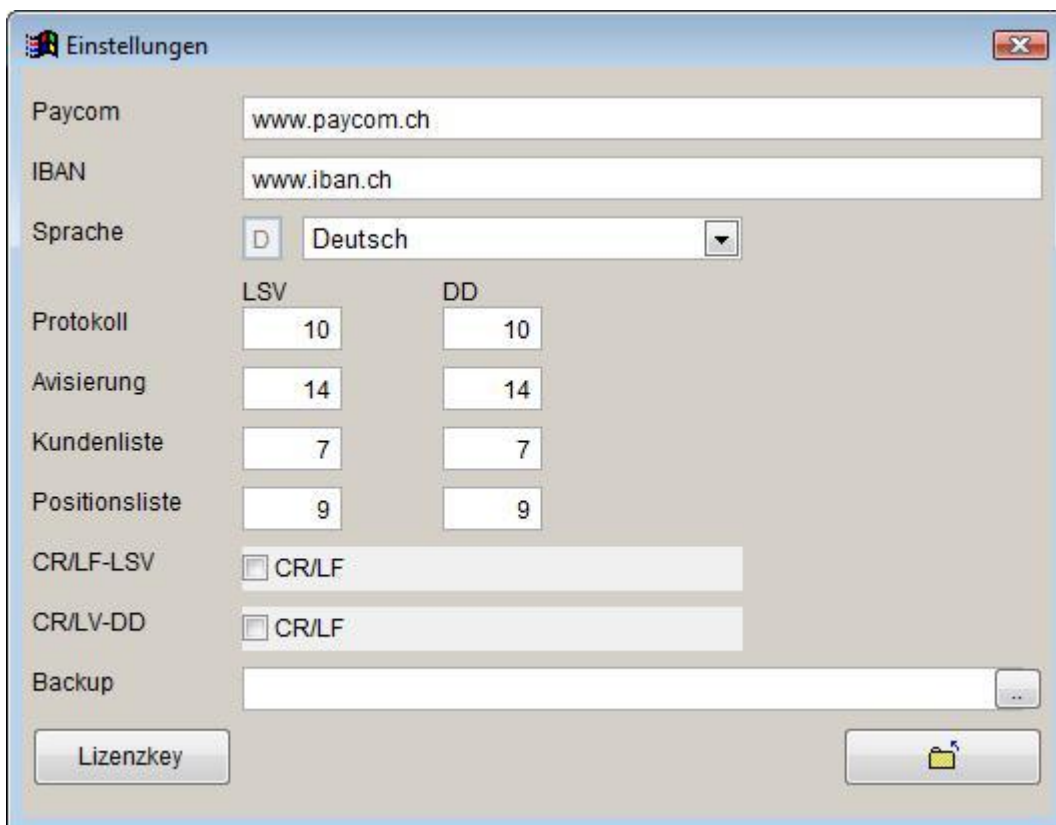 Einstellungen
Paycom www.paycom.ch
IBAN www.iban.ch
Sprache D Deutsch
LSV DD
Protokoll 10 10
Avisierung 14 14
Kundenliste 7 7
Positionsliste 9 9
CR/LF-LSV CR/LF
CR/LV-DD CR/LF
Backup ..
Lizenzkey